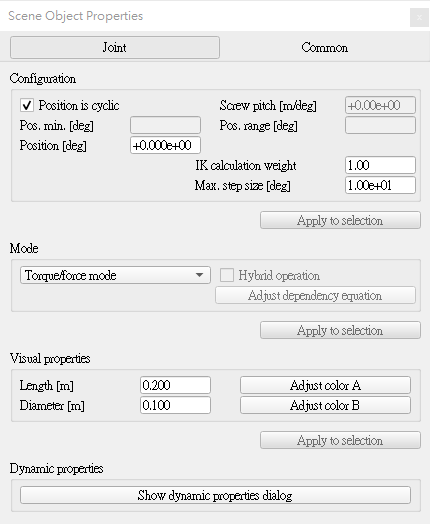 Scene Object Properties
Joint
Common
Configuration
Position is cyclic
Screw pitch [m/deg]
+0.00e+00
Pos. min. [deg]
Pos. range [deg]
Position [deg]
+0.000e+00
IK calculation weight
1.00
Max. step size [deg]
1.00e+01
Apply to selection
Mode
Torque/force mode
Hybrid operation
Adjust dependency equation
Apply to selection
Visual properties
Length [m]
0.200
Adjust color A
Diameter [m]
0.100
Adjust color B
Apply to selection
Dynamic properties
Show dynamic properties dialog